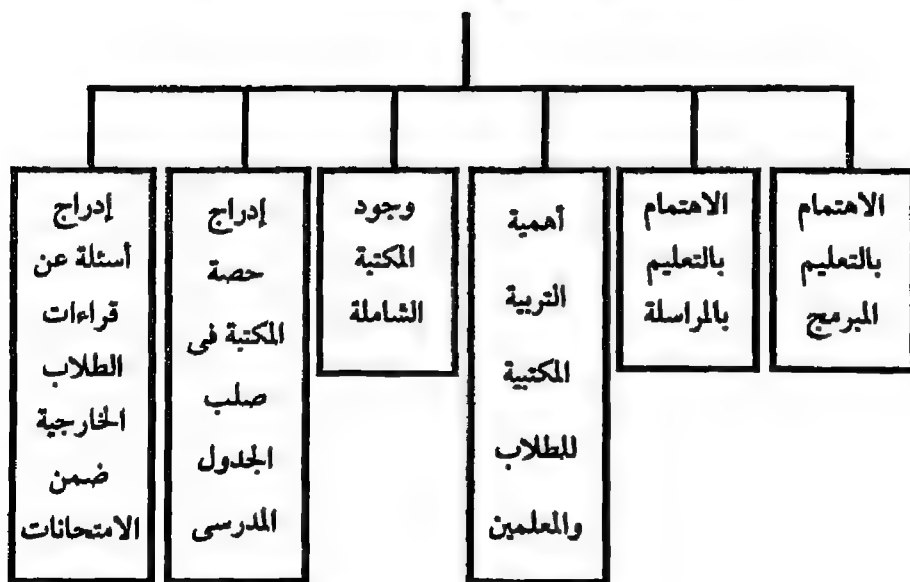 الاهتمام
بالتعليم
المبرمج
الاهتمام
بالتعليم
بالمراسلة
أهمية
التربية
المكتبية
للطلاب
والمعلمين
وجود
المكتبة
الشاملة
إدراج
حصة
المكتبة فى
صلب
الجدول
المدرسى
إدراج
أسئلة عن
قراءات
الطلاب
الخارجية
ضمن
الامتحانات